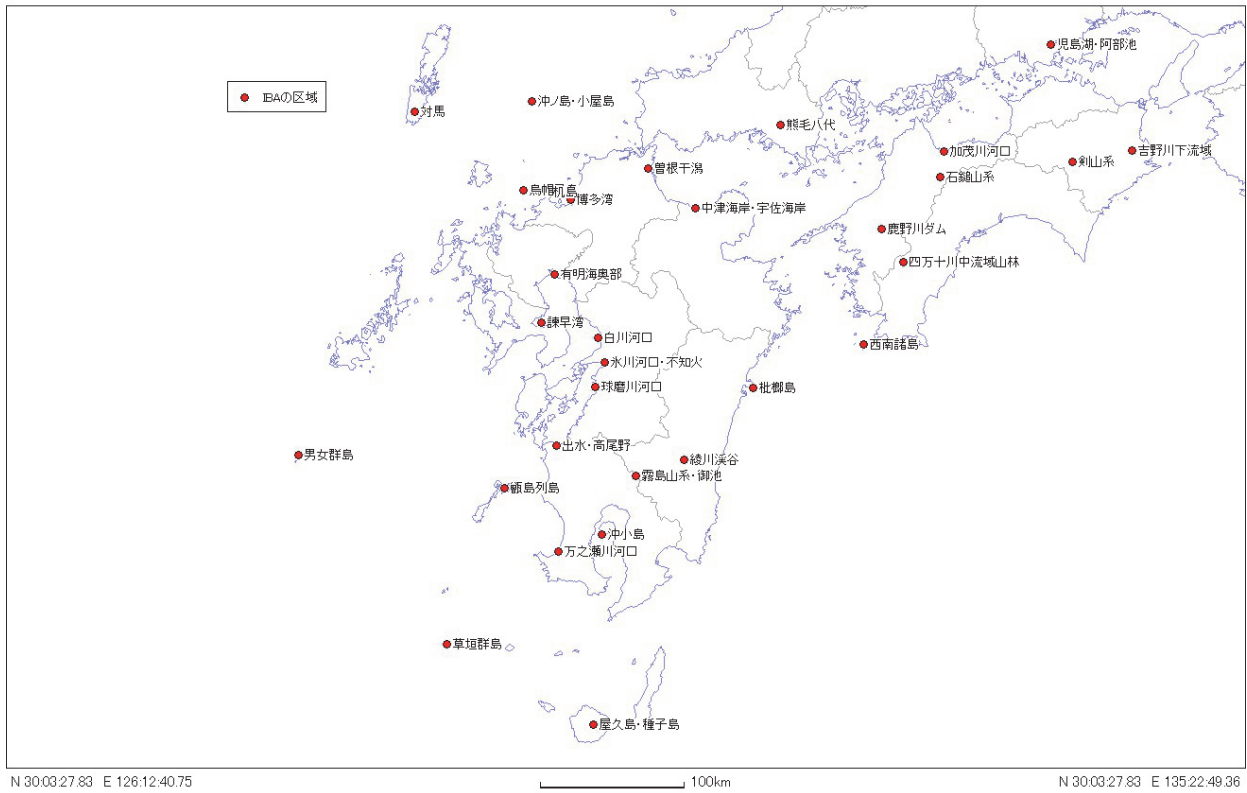 児島湖・阿部池
IBAの区域
沖ノ島・小屋島
対馬
熊毛八代
加茂川河口
吉野川下流域
剣山系
曽根干潟
石鎚山系
烏帽子島
博多湾
中津海岸・宇佐海岸
鹿野川ダム
四万十川中流域山林
有明海奥部
諫早湾
白川河口
西南諸島
氷川河口・不知火
球磨川河口
枇榔島
出水・高尾野
男女群島
綾川渓谷
霧島山系・御池
甑島列島
沖小島
万之瀬川河口
草垣群島
屋久島・種子島
N 30:03:27.83 E 126:12:40.75
100km
N 30:03:27.83 E 135:22:49.36